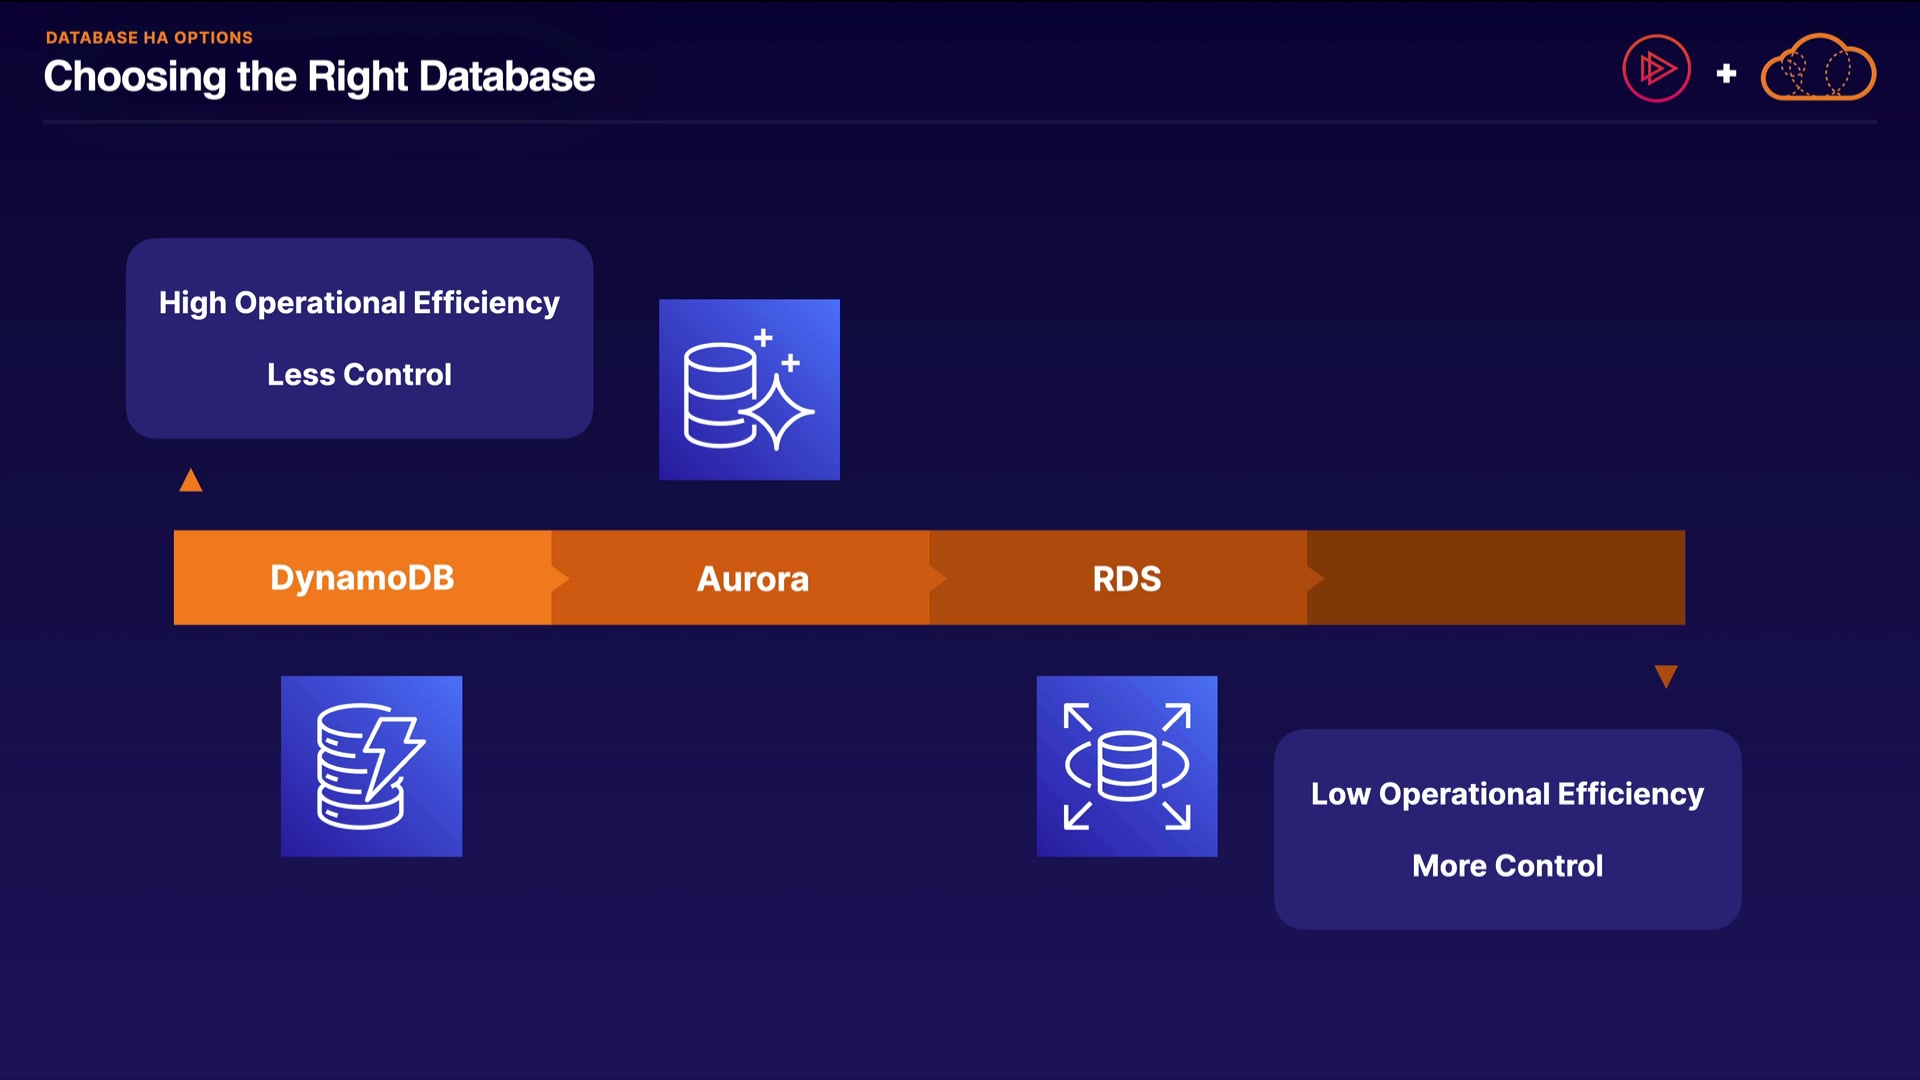 DATABASE HA OPTIONS
Choosing the Right Database
High Operational Efficiency
Less Control
DynamoDB
Aurora
RDS
Low Operational Efficiency
More Control